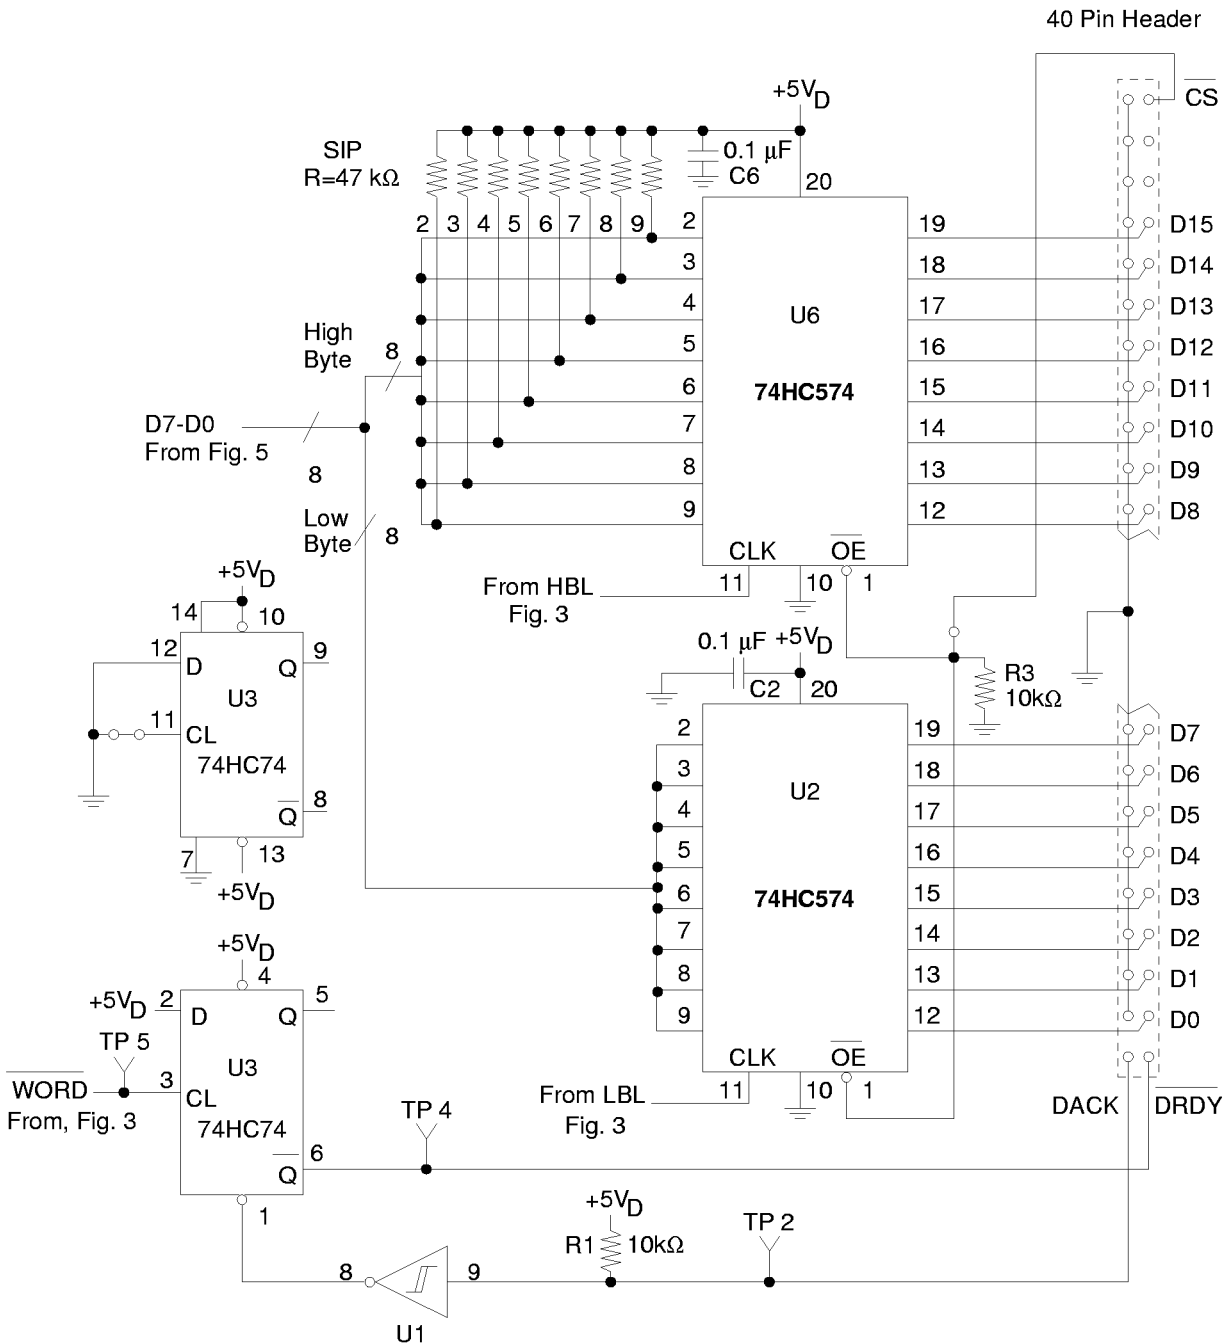 40 Pin Header
+5VD
CS
SIP
R=47 kΩ
0.1 µF
C6
20
2 3 4 5 6 7 8 9
2 19 D15
3 18 D14
4 17 D13
U6
High
Byte
8
5 16 D12
6 15 D11
74HC574
D7-D0
From Fig. 5
8
7 14 D10
8 13 D9
9 12 D8
Low
Byte
8
CLK OE
11 10 1
From HBL
Fig. 3
+5VD
14 10
12 D Q 9
U3
11 CL
74HC74
Q 8
7 13
+5VD
0.1 µF +5VD
C2 20
R3
10kΩ
2 19 D7
3 18 D6
U2
4 17 D5
5 16 D4
6 15 D3
74HC574
7 14 D2
8 13 D1
9 12 D0
CLK OE
11 10 1
From LBL
Fig. 3
DACK DRDY
+5VD
4
+5VD 2 D Q 5
TP 5
U3
WORD 3 CL
From, Fig. 3
74HC74
Q 6
1
TP 4
+5VD
R1 10kΩ
TP 2
8 9
U1